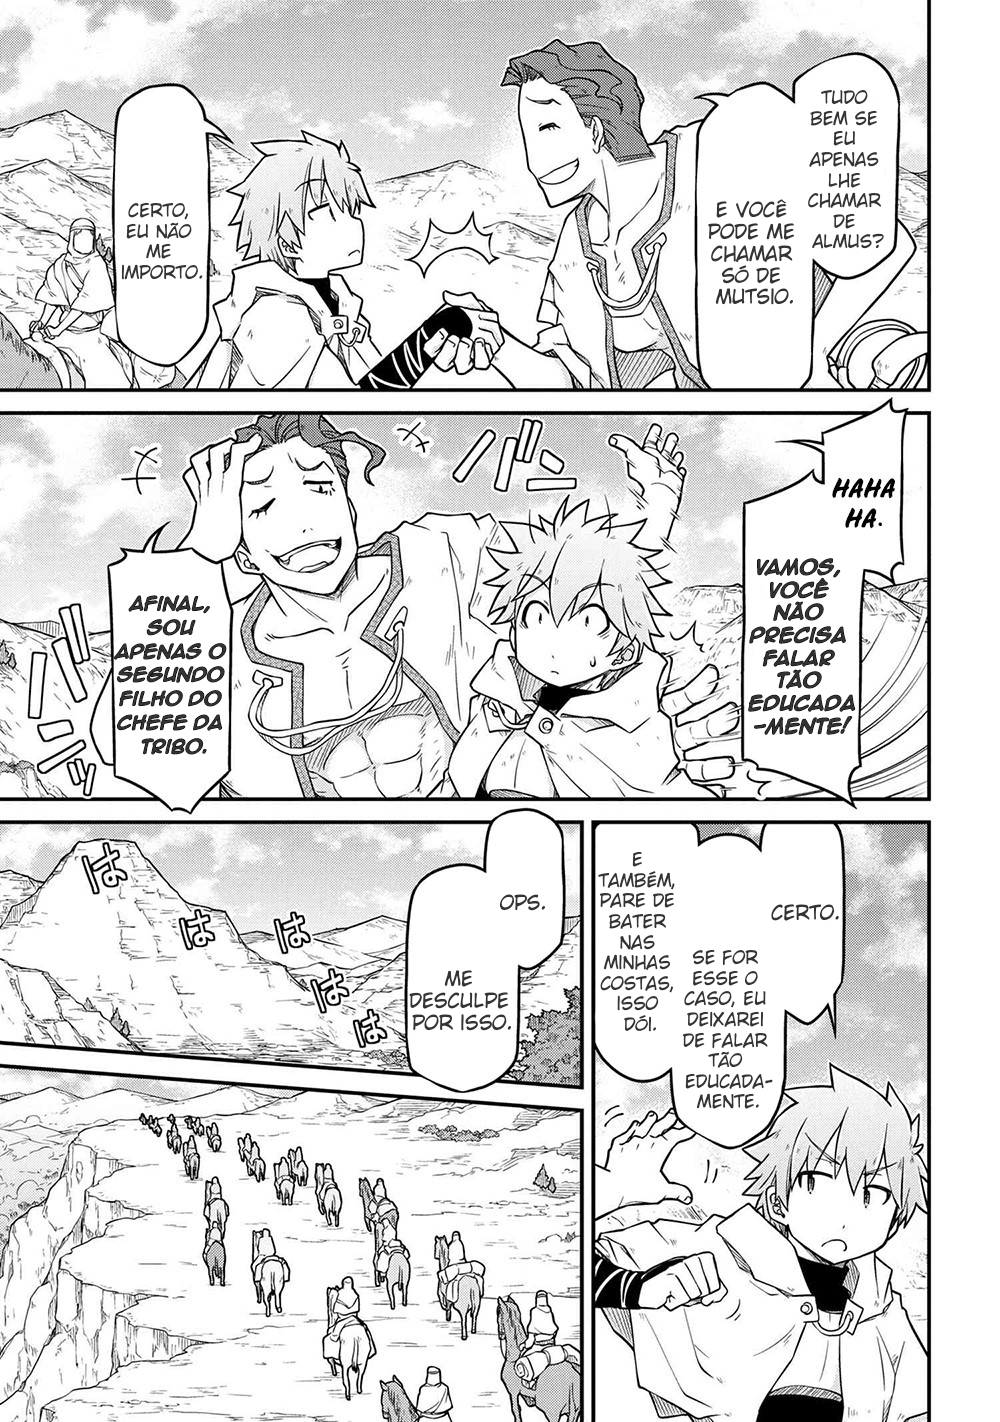 TUDO
BEM SE
EU
APENAS
LHE
CHAMAR
DE
ALMUS?
E VOCÊ
PODE ME
CHAMAR
SÓ DE
MUTSIO.
CERTO,
EU NÃO
ME
IMPORTO.
HAHA
HA.
VAMOS,
VOCÊ
NÃO
PRECISA
FALAR
TÃO
EDUCADA
-MENTE!
バン
バン
AFINAL,
SOU
APENAS O
SEGUNDO
FILHO DO
CHEFE DA
TRIBO.
CERTO.
SE FOR
ESSE O
CASO, EU
DEIXAREI
DE FALAR
TÃO
EDUCADA-
MENTE.
E
TAMBÉM,
PARE DE
BATER
NAS
MINHAS
COSTAS,
ISSO
DÓI.
OPS.
ME
DESCULPE
POR ISSO.
は
は
は
は
は